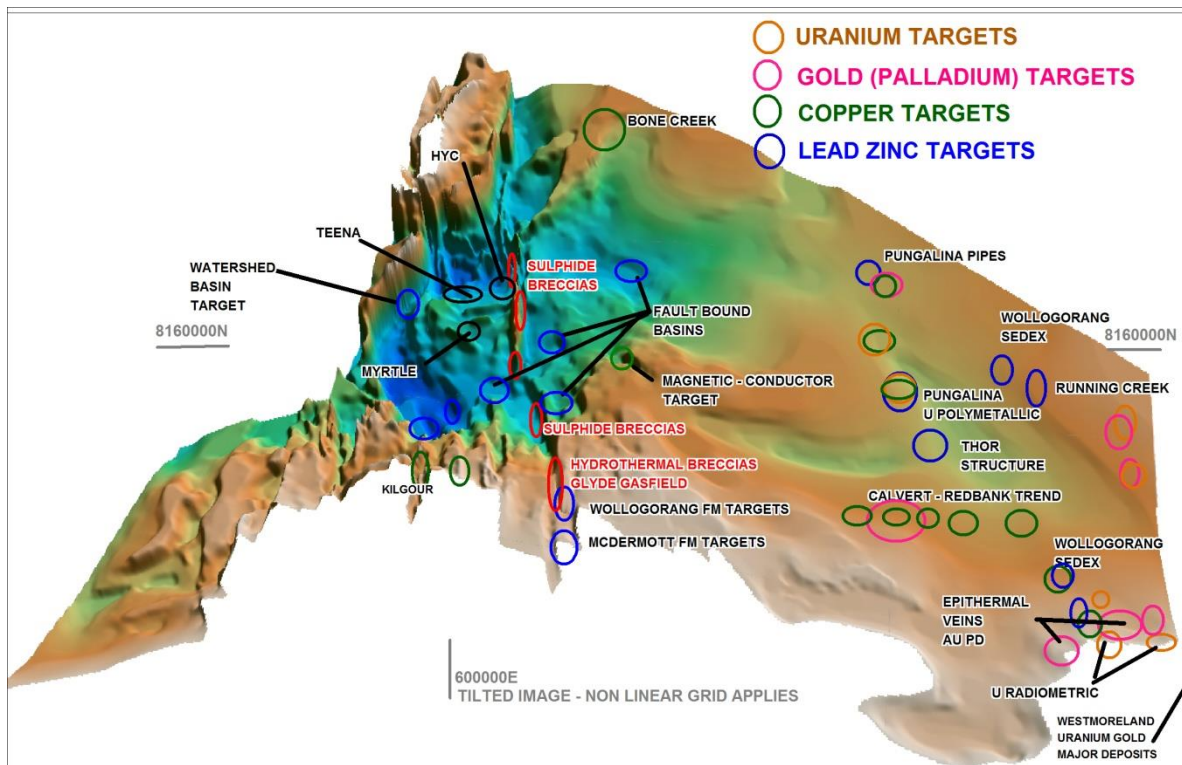 URANIUM TARGETS
GOLD (PALLADIUM) TARGETS
COPPER TARGETS
LEAD ZINC TARGETS
BONE CREEK
HYC
TEENA
WATERSHED
BASIN
TARGET
SULPHIDE
BRECCIAS
PUNGALINA PIPES
8160000N
FAULT BOUND
BASINS
WOLLOGORANG
SEDEX
8160000N
MYRTLE
MAGNETIC - CONDUCTOR
TARGET
RUNNING CREEK
PUNGALINA
U POLYMETALLIC
SULPHIDE BRECCIAS
THOR
STRUCTURE
HYDROTHERMAL BRECCIAS
GLYDE GASFIELD
KILGOUR
WOLLOGORANG FM TARGETS
CALVERT - REDBANK TREND
MCDERMOTT FM TARGETS
WOLLOGORANG
SEDEX
EPITHERMAL
VEINS
AU PD
600000E
TILTED IMAGE - NON LINEAR GRID APPLIES
U RADIOMETRIC
WESTMORELAND
URANIUM GOLD
MAJOR DEPOSITS